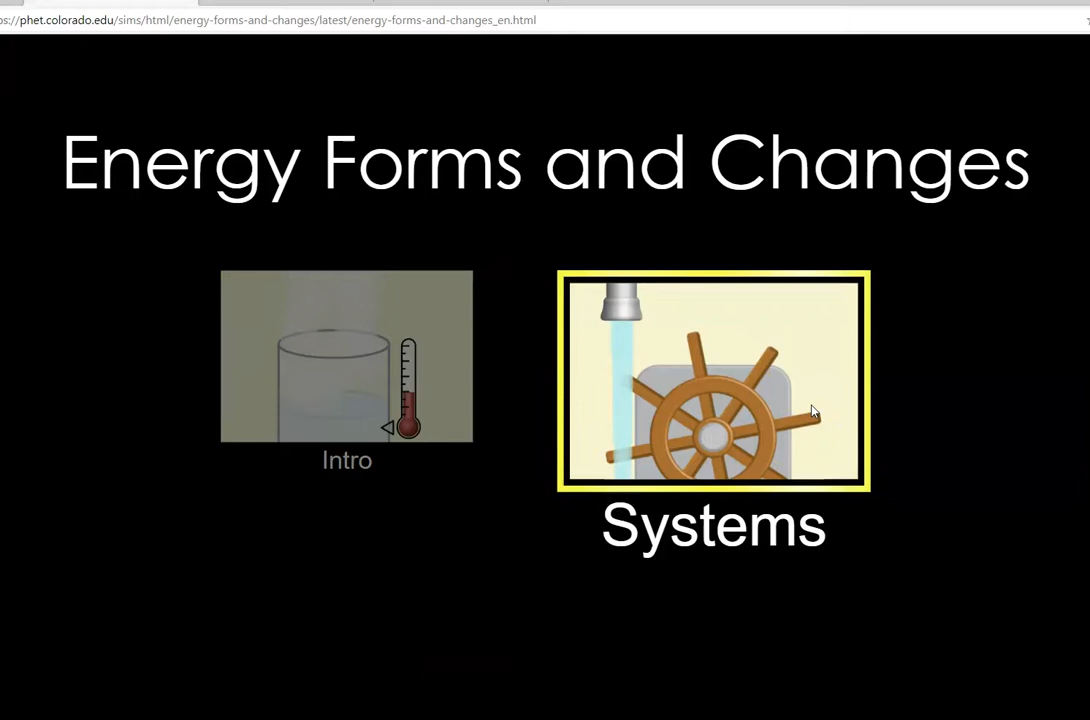 ps://phet.colorado.edu/sims/html/energy-forms-and-changes/latest/energy-forms-and-changes_en.html
Energy Forms and Changes
Intro
Systems